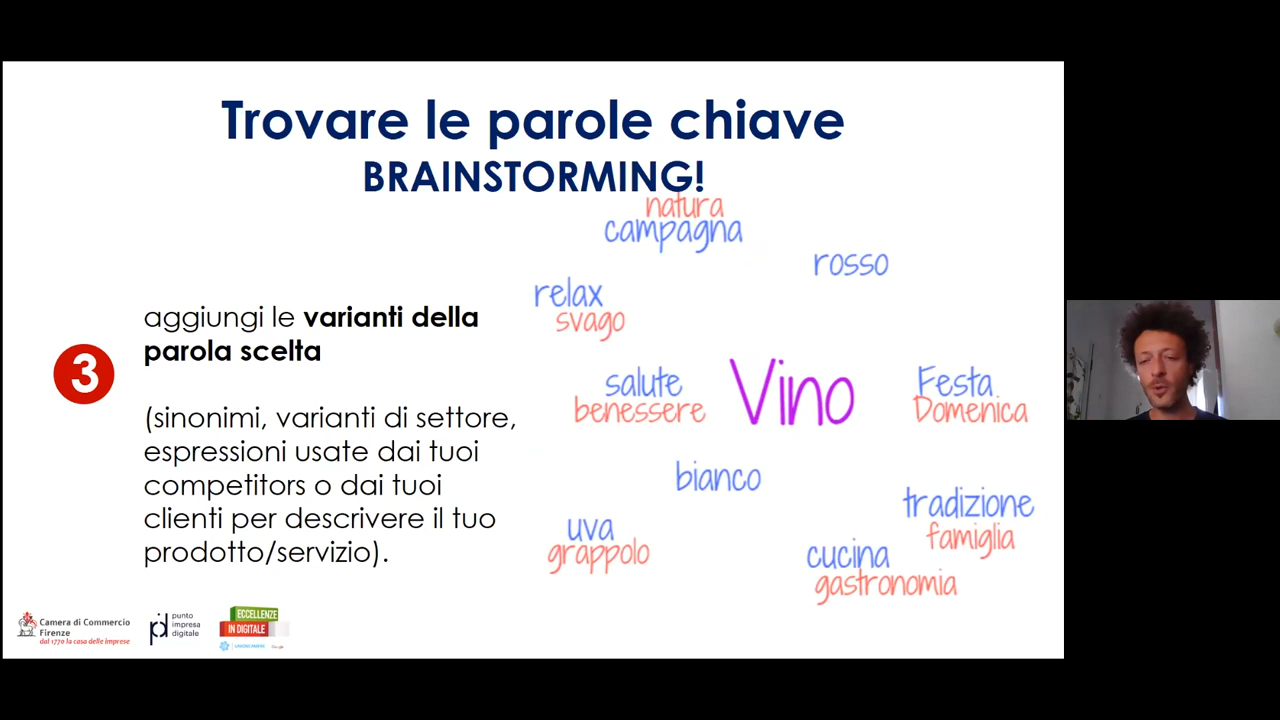 Trovare le parole chiave
BRAINSTORMING!
natura
campagna
rosso
relax
svago
aggiungi le varianti della
parola scelta
3
salute
benessere
Vino
Festa
Domenica
(sinonimi, varianti di settore,
espressioni usate dai tuoi
competitors o dai tuoi
clienti per descrivere il tuo
prodotto/servizio).
bianco
tradizione
famiglia
uva
grappolo
cucina
gastronomia
Camera di Commercio
Firenze
dal 1770 la casa delle imprese
pid
punto
impresa
digitale
ECCELLENZE
IN DIGITALE
Google